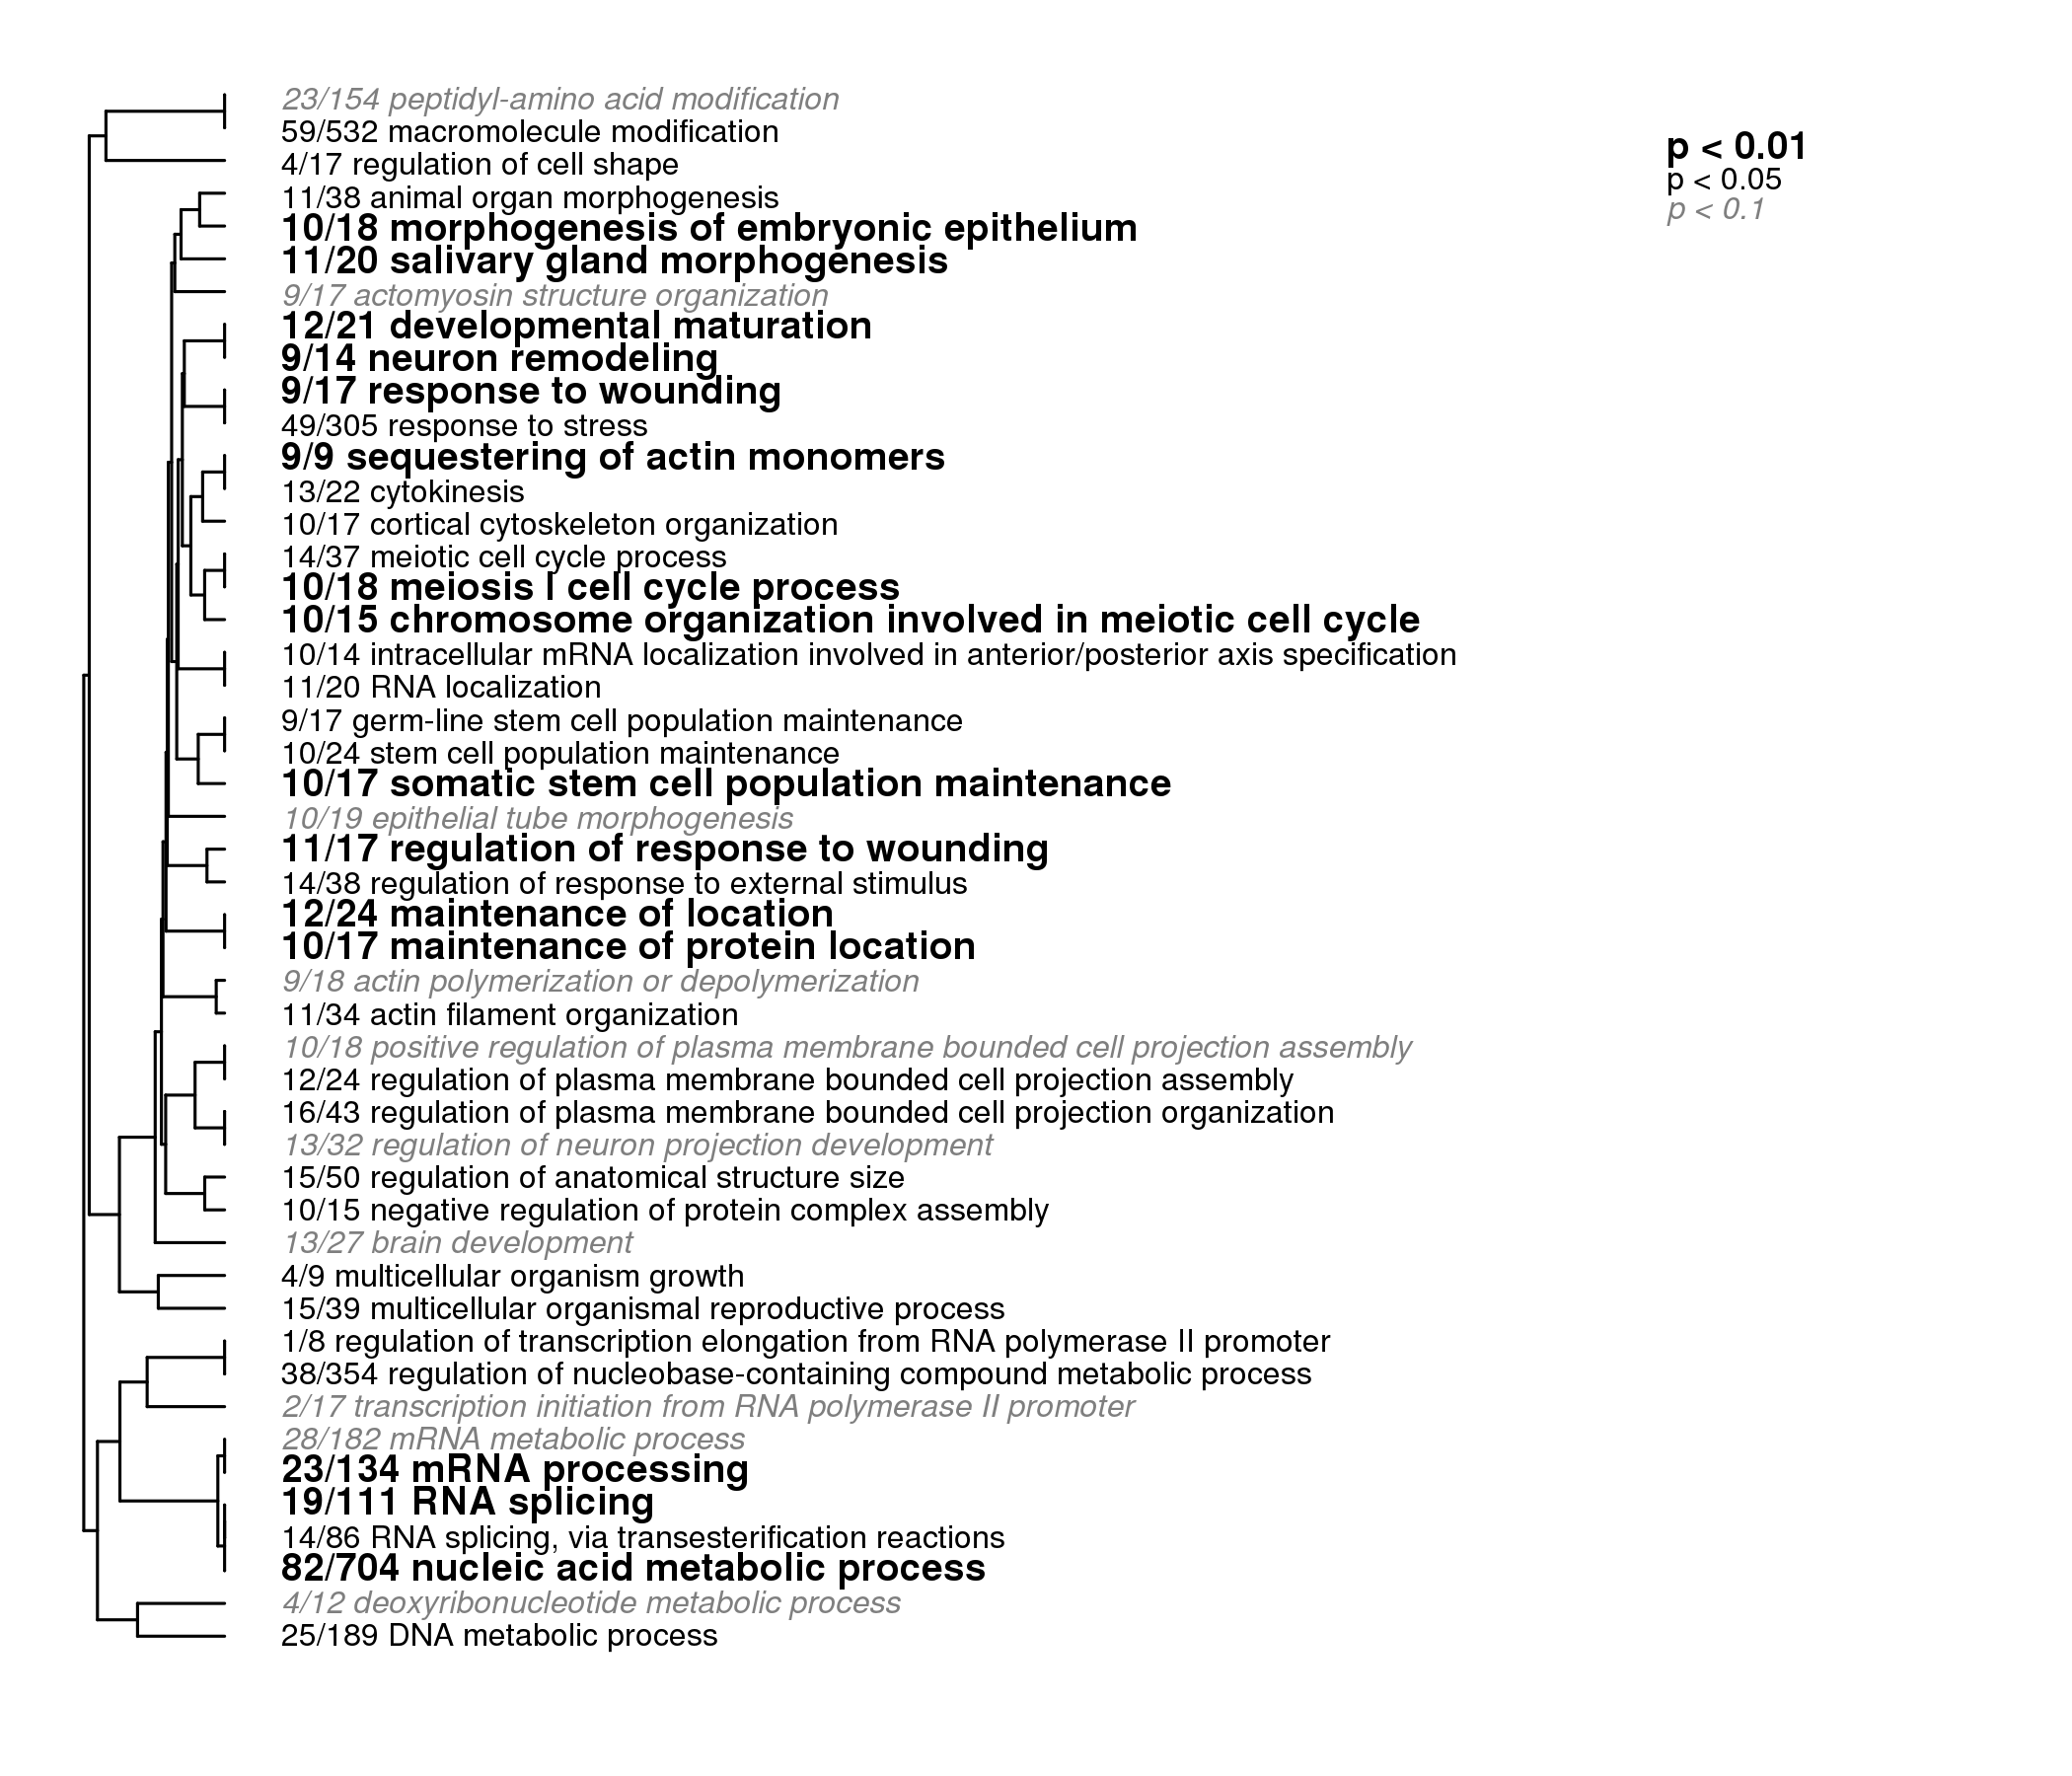 23/154 peptidyl-amino acid modification
59/532 macromolecule modification
4/17 regulation of cell shape
11/38 animal organ morphogenesis
10/18 morphogenesis of embryonic epithelium
11/20 salivary gland morphogenesis
9/17 actomyosin structure organization
12/21 developmental maturation
9/14 neuron remodeling
9/17 response to wounding
49/305 response to stress
9/9 sequestering of actin monomers
13/22 cytokinesis
10/17 cortical cytoskeleton organization
14/37 meiotic cell cycle process
10/18 meiosis I cell cycle process
10/15 chromosome organization involved in meiotic cell cycle
10/14 intracellular mRNA localization involved in anterior/posterior axis specification
11/20 RNA localization
9/17 germ-line stem cell population maintenance
10/24 stem cell population maintenance
10/17 somatic stem cell population maintenance
10/19 epithelial tube morphogenesis
11/17 regulation of response to wounding
14/38 regulation of response to external stimulus
12/24 maintenance of location
10/17 maintenance of protein location
9/18 actin polymerization or depolymerization
11/34 actin filament organization
10/18 positive regulation of plasma membrane bounded cell projection assembly
12/24 regulation of plasma membrane bounded cell projection assembly
16/43 regulation of plasma membrane bounded cell projection organization
13/32 regulation of neuron projection development
15/50 regulation of anatomical structure size
10/15 negative regulation of protein complex assembly
13/27 brain development
4/9 multicellular organism growth
15/39 multicellular organismal reproductive process
1/8 regulation of transcription elongation from RNA polymerase II promoter
38/354 regulation of nucleobase-containing compound metabolic process
2/17 transcription initiation from RNA polymerase II promoter
28/182 mRNA metabolic process
23/134 mRNA processing
19/111 RNA splicing
14/86 RNA splicing, via transesterification reactions
82/704 nucleic acid metabolic process
4/12 deoxyribonucleotide metabolic process
25/189 DNA metabolic process
p < 0.01
p < 0.05
p < 0.1